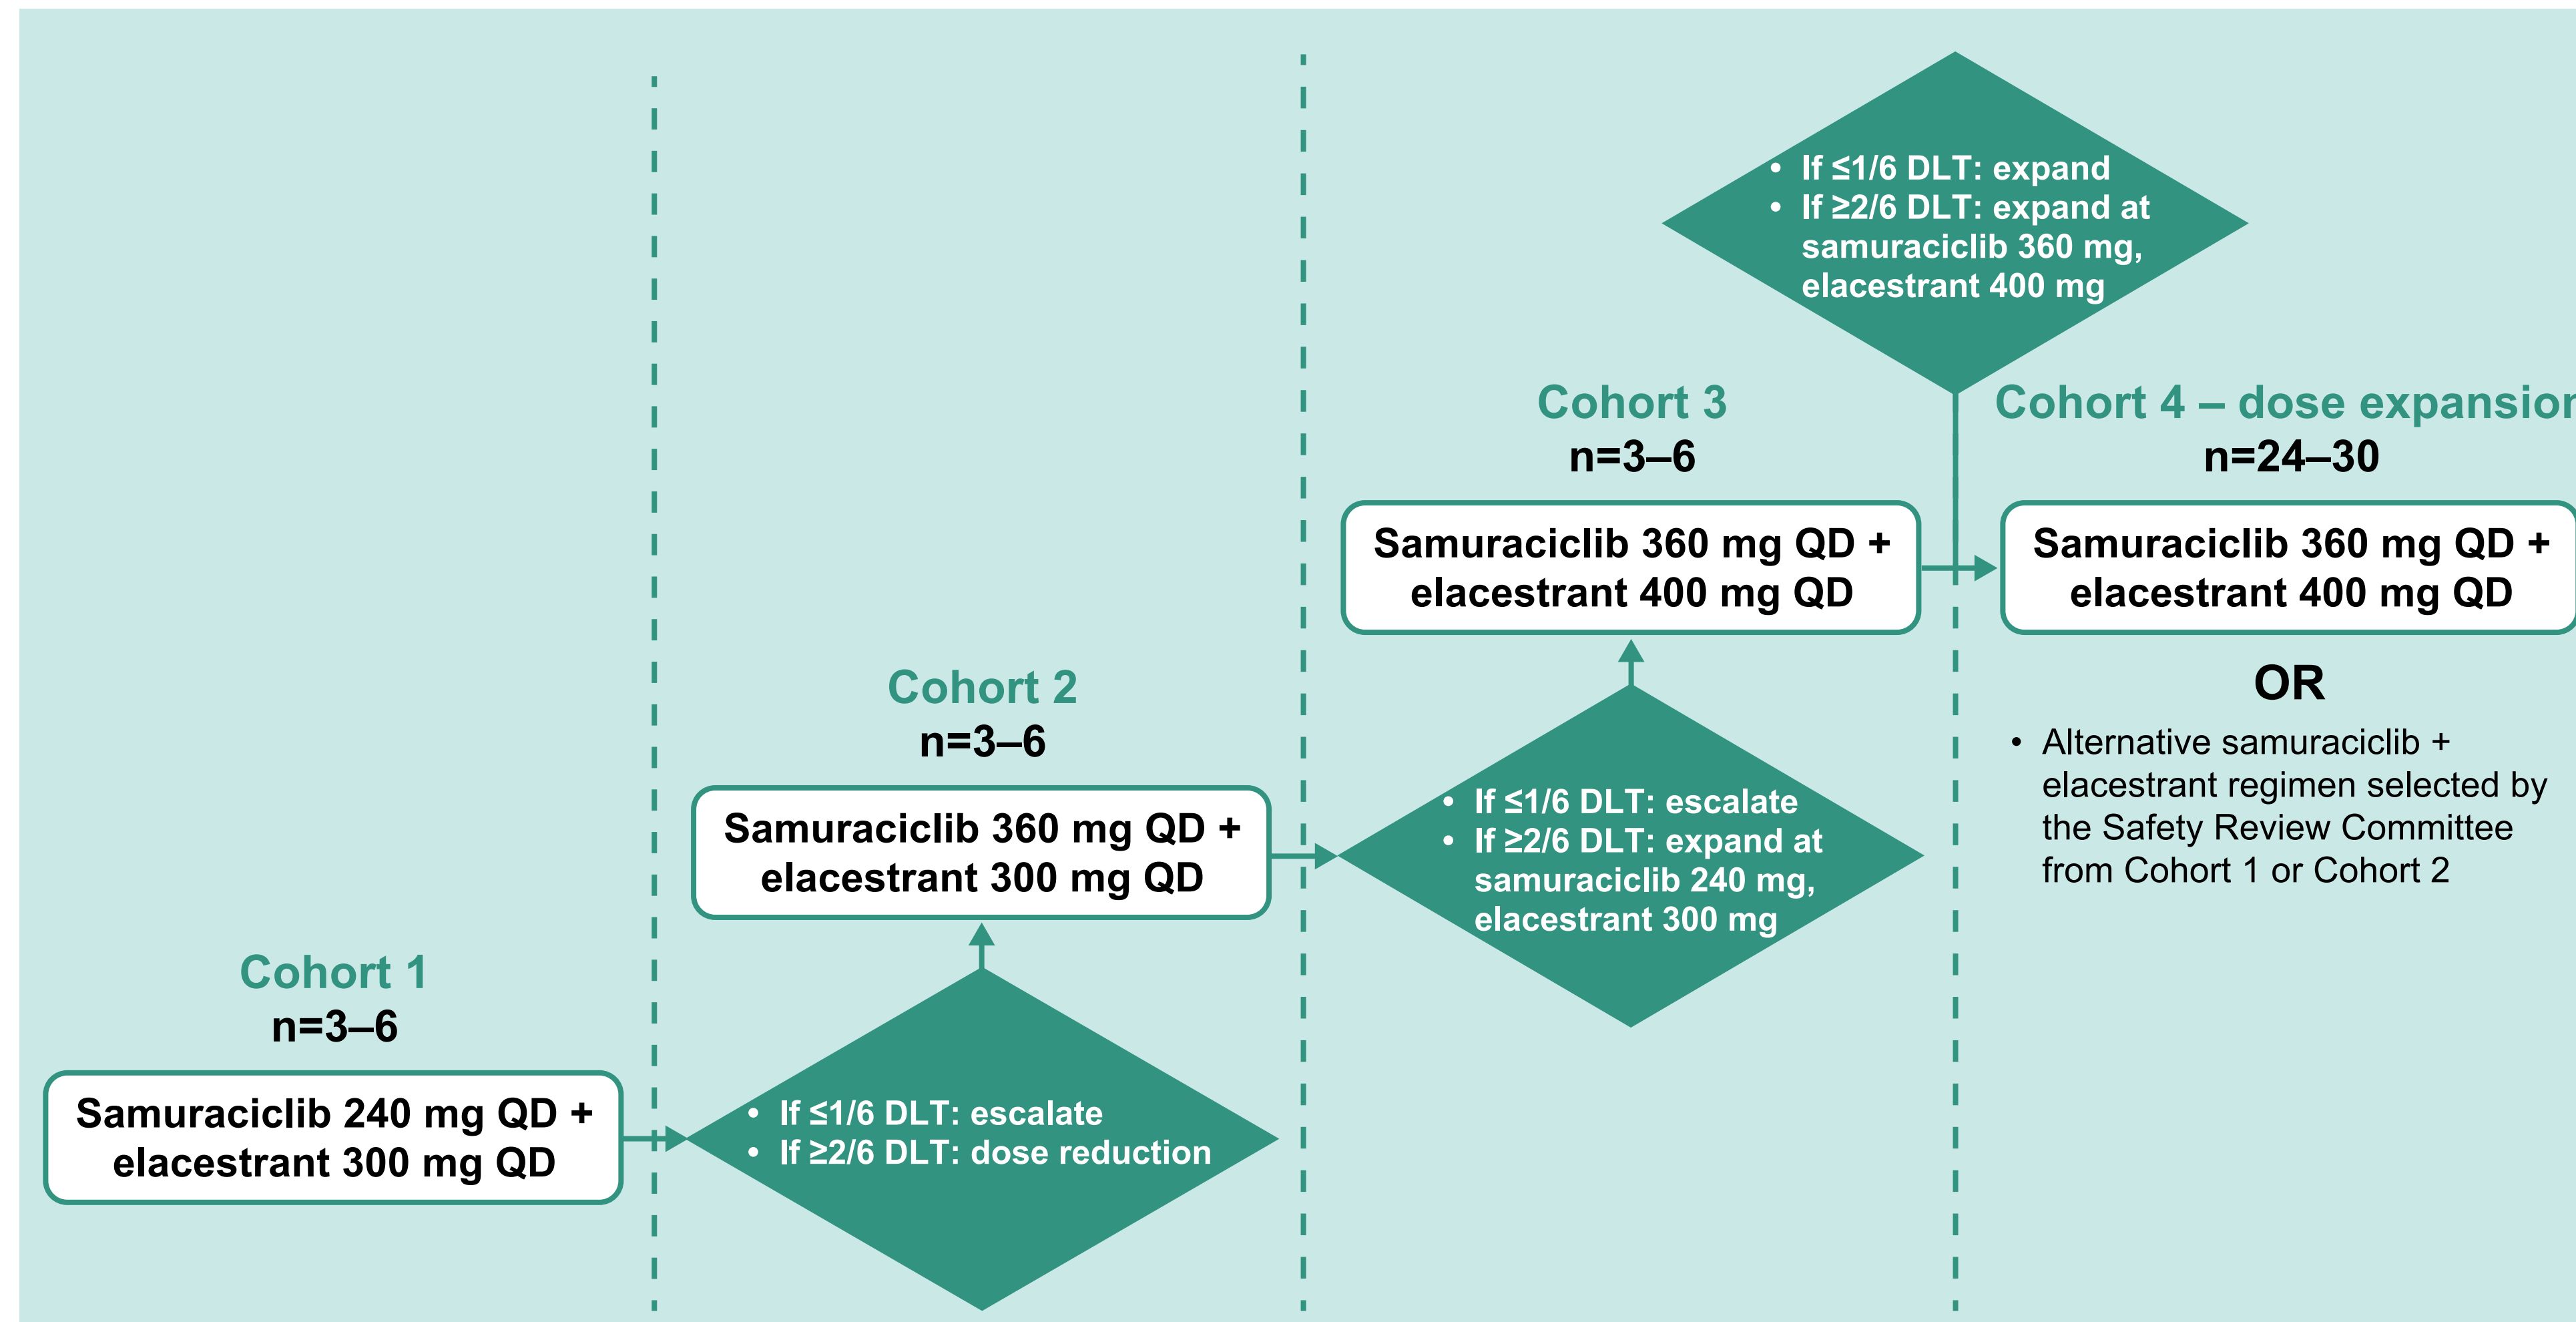 Cohort 1
n=3–6
Samuraciclib 240 mg QD +
elacestrant 300 mg QD
• If ≤1/6 DLT: escalate
• If ≥2/6 DLT: dose reduction
Cohort 2
n=3–6
Samuraciclib 360 mg QD +
elacestrant 300 mg QD
• If ≤1/6 DLT: escalate
• If ≥2/6 DLT: expand at
samuraciclib 240 mg,
elacestrant 300 mg
Cohort 3
n=3–6
Samuraciclib 360 mg QD +
elacestrant 400 mg QD
• If ≤1/6 DLT: expand
• If ≥2/6 DLT: expand at
samuraciclib 360 mg,
elacestrant 400 mg
Cohort 4 – dose expansion
n=24–30
Samuraciclib 360 mg QD +
elacestrant 400 mg QD
OR
• Alternative samuraciclib +
elacestrant regimen selected by
the Safety Review Committee
from Cohort 1 or Cohort 2